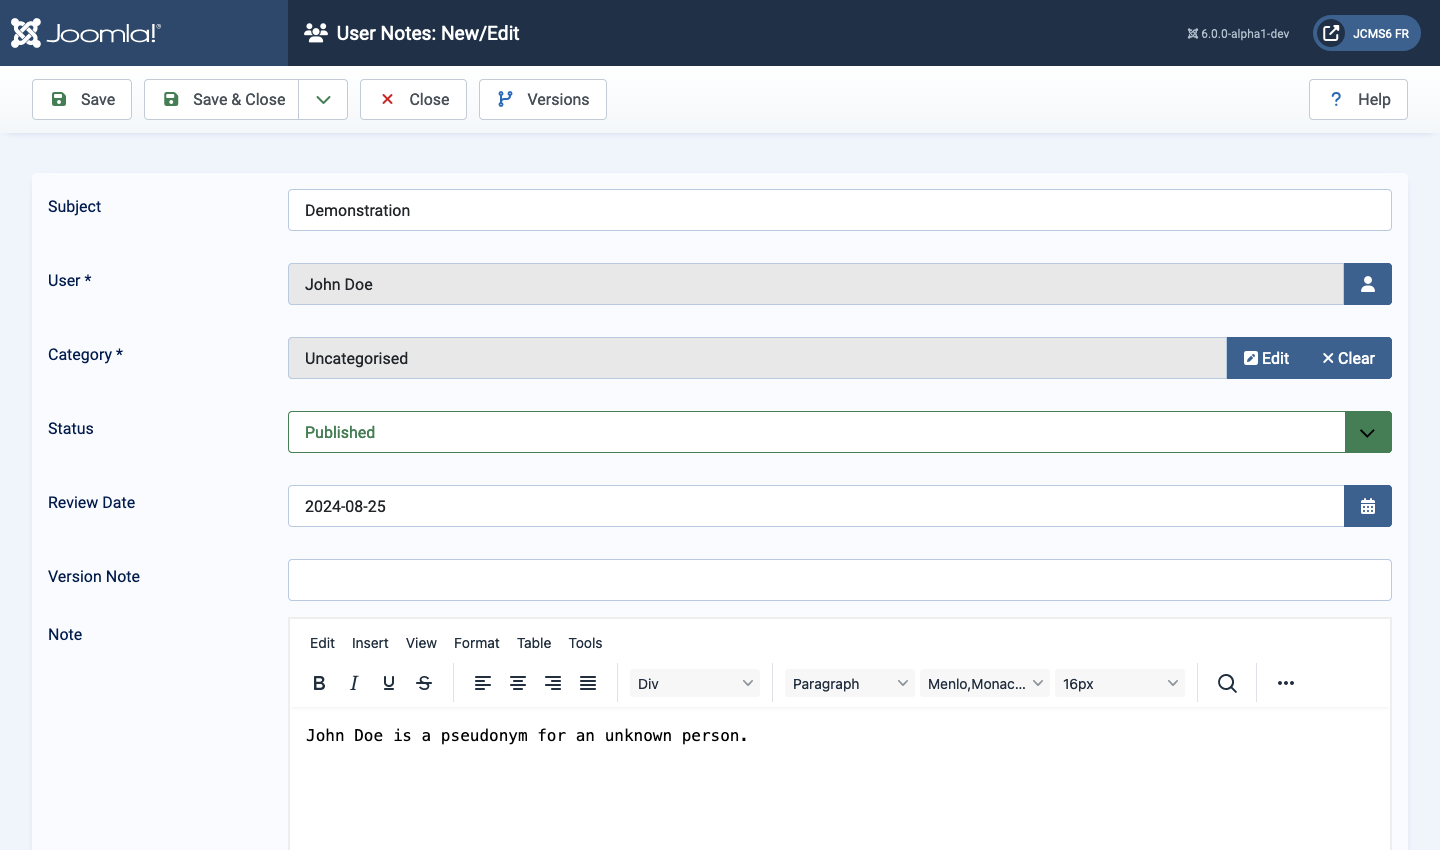 Joomla!®
User Notes: New/Edit
6.0.0-alpha1-dev
JCMS6 FR
Save
Save & Close
Close
Versions
? Help
Subject
Demonstration
User *
John Doe
Category *
Uncategorised
Edit
Clear
Status
Published
Review Date
2024-08-25
Version Note
Note
Edit Insert View Format Table Tools
B I U S
Div
Paragraph
Menlo,Monac...
16px
John Doe is a pseudonym for an unknown person.